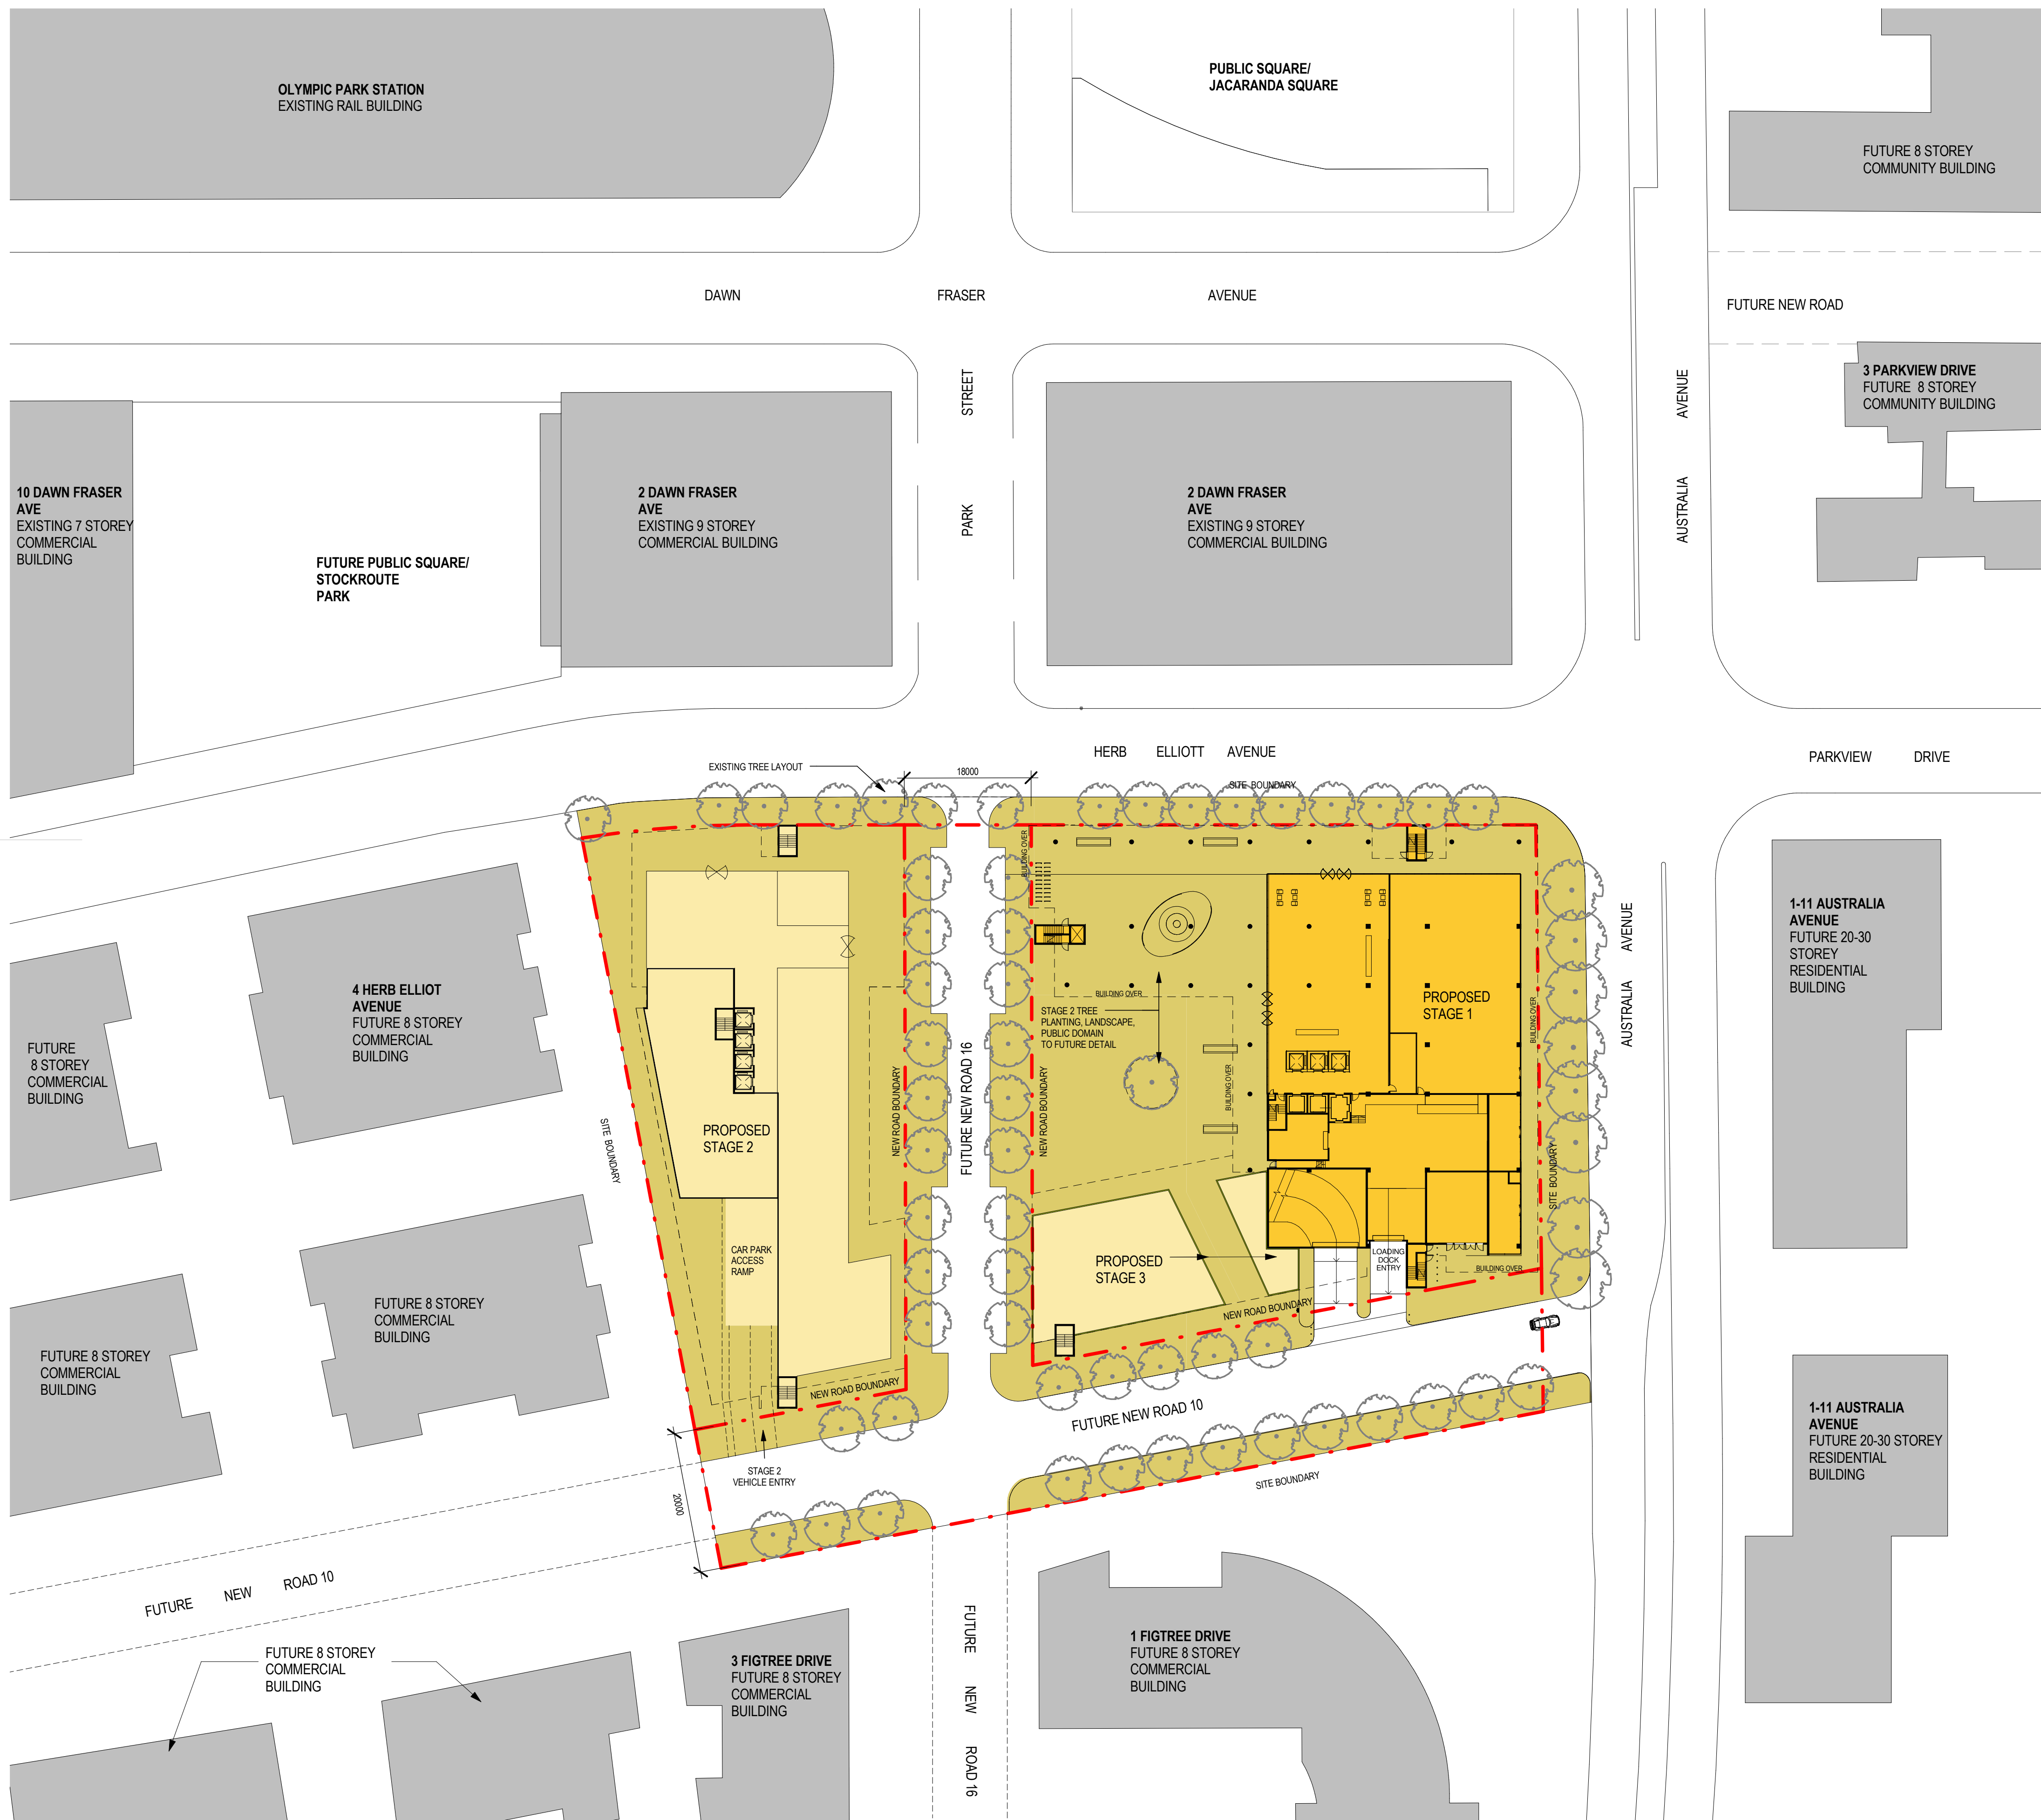 OLYMPIC PARK STATION
EXISTING RAIL BUILDING
PUBLIC SQUARE/
JACARANDA SQUARE
FUTURE 8 STOREY
COMMUNITY BUILDING
DAWN FRASER AVENUE
FUTURE NEW ROAD
STREET
PARK
AVENUE
AUSTRALIA
3 PARKVIEW DRIVE
FUTURE 8 STOREY
COMMUNITY BUILDING
10 DAWN FRASER
AVE
EXISTING 7 STOREY
COMMERCIAL
BUILDING
FUTURE PUBLIC SQUARE/
STOCKROUTE
PARK
2 DAWN FRASER
AVE
EXISTING 9 STOREY
COMMERCIAL BUILDING
2 DAWN FRASER
AVE
EXISTING 9 STOREY
COMMERCIAL BUILDING
HERB ELLIOTT AVENUE
PARKVIEW DRIVE
EXISTING TREE LAYOUT
18000
SITE BOUNDARY
BUILDING OVER
4 HERB ELLIOT
AVENUE
FUTURE 8 STOREY
COMMERCIAL
BUILDING
FUTURE
8 STOREY
COMMERCIAL
BUILDING
1-11 AUSTRALIA
AVENUE
FUTURE 20-30
STOREY
RESIDENTIAL
BUILDING
AVENUE
AUSTRALIA
BUILDING OVER
STAGE 2 TREE
PLANTING, LANDSCAPE,
PUBLIC DOMAIN
TO FUTURE DETAIL
PROPOSED
STAGE 1
BUILDING OVER
BUILDING OVER
SITE BOUNDARY
PROPOSED
STAGE 2
NEW ROAD BOUNDARY
FUTURE NEW ROAD 16
NEW ROAD BOUNDARY
SITE BOUNDARY
CAR PARK
ACCESS
RAMP
PROPOSED
STAGE 3
LOADING
DOCK
ENTRY
BUILDING OVER
NEW ROAD BOUNDARY
FUTURE 8 STOREY
COMMERCIAL
BUILDING
FUTURE 8 STOREY
COMMERCIAL
BUILDING
NEW ROAD BOUNDARY
FUTURE NEW ROAD 10
1-11 AUSTRALIA
AVENUE
FUTURE 20-30 STOREY
RESIDENTIAL
BUILDING
STAGE 2
VEHICLE ENTRY
20000
SITE BOUNDARY
FUTURE NEW ROAD 10
FUTURE NEW ROAD 16
FUTURE 8 STOREY
COMMERCIAL
BUILDING
3 FIGTREE DRIVE
FUTURE 8 STOREY
COMMERCIAL
BUILDING
1 FIGTREE DRIVE
FUTURE 8 STOREY
COMMERCIAL
BUILDING